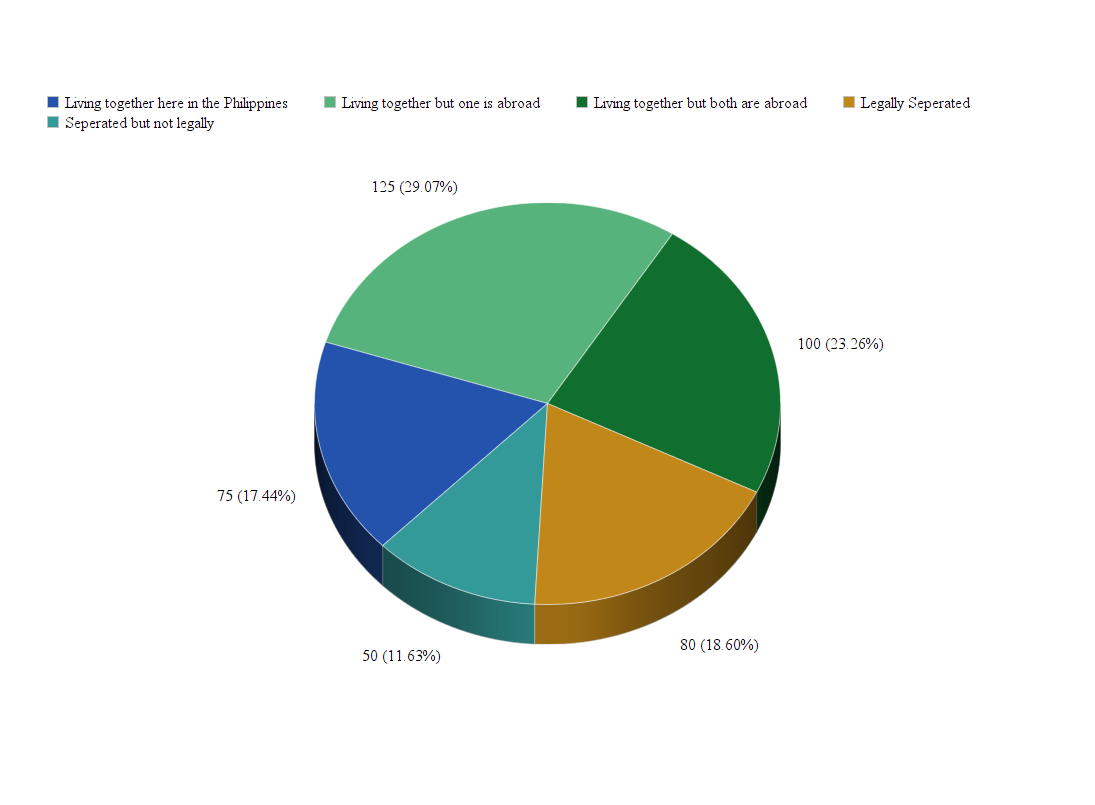 Living together here in the Philippines Living together but one is abroad Living together but both are abroad Legally Seperated
Seperated but not legally
125 (29.07%)
100 (23.26%)
75 (17.44%)
80 (18.60%)
50 (11.63%)